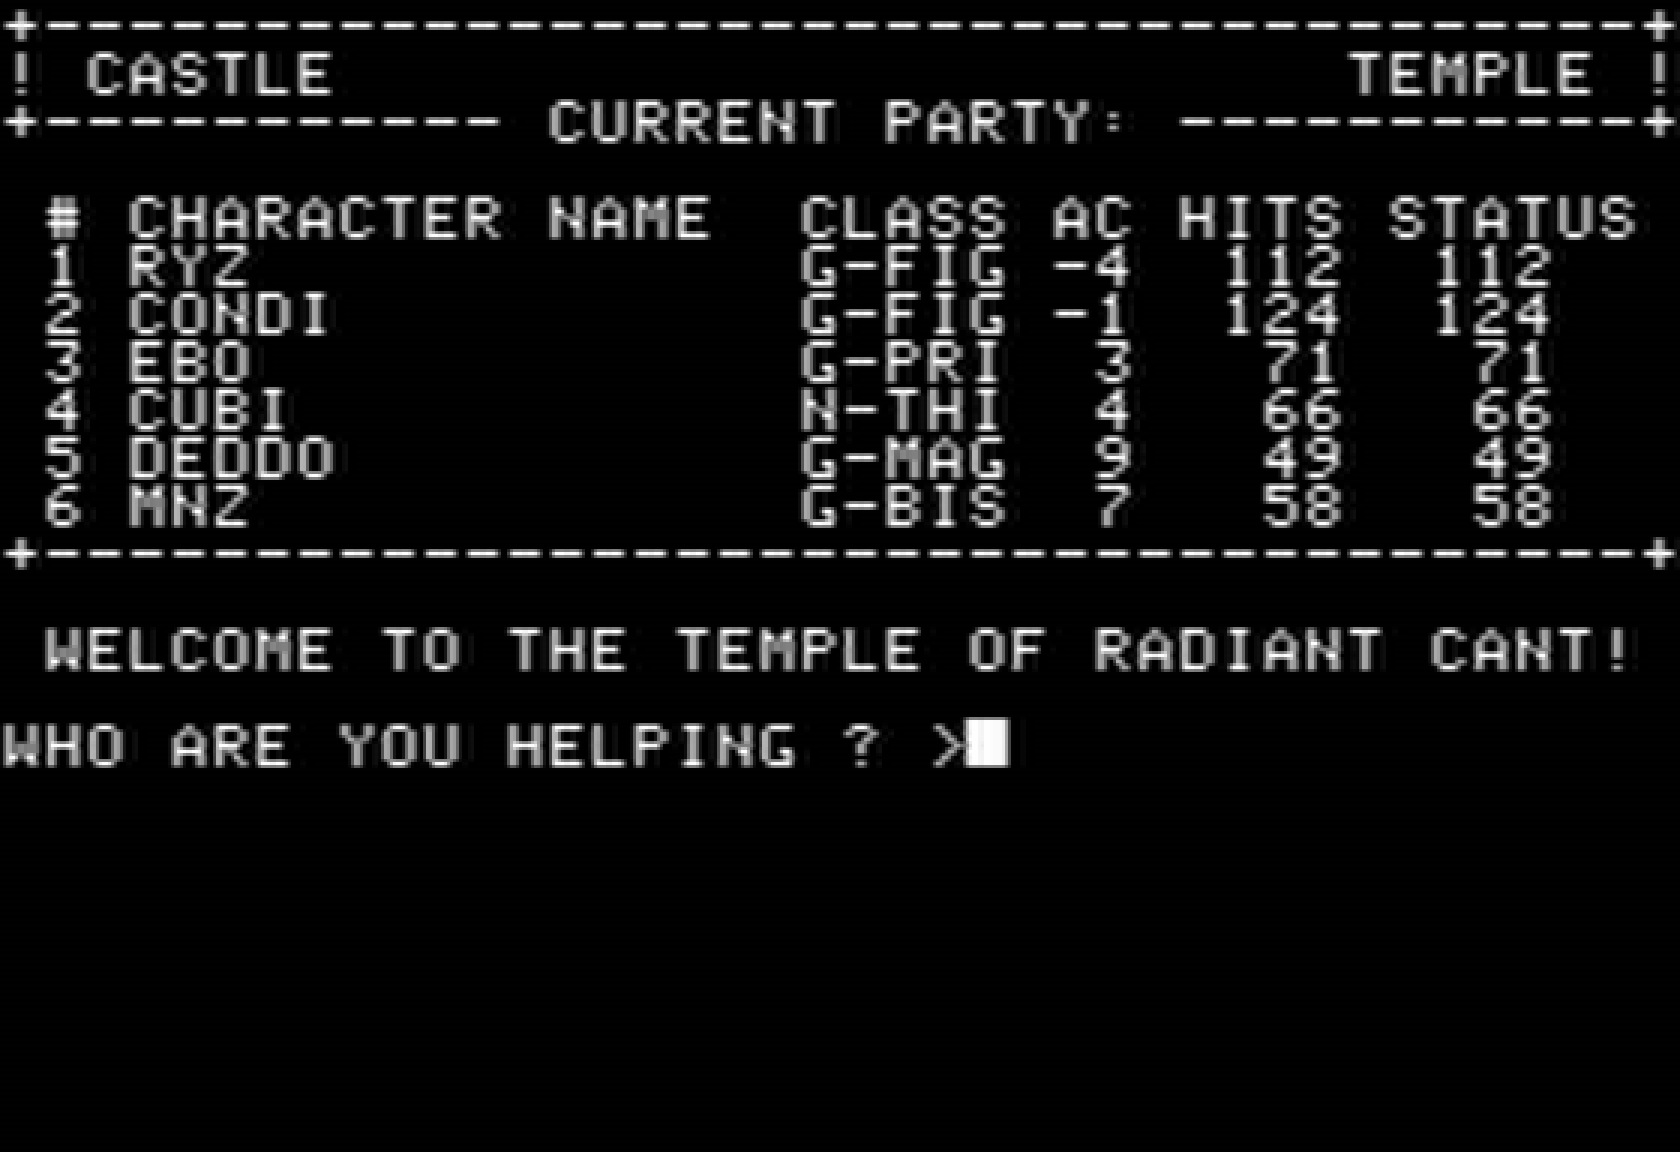 +--------------------------------------+
! CASTLE                        TEMPLE !
+----------- CURRENT PARTY: -----------+
# CHARACTER NAME  CLASS AC HITS STATUS
1 RYZ             G-FIG -4  112  112
2 CONDI           G-FIG -1  124  124
3 EBO             G-PRI  3   71   71
4 CUBI            N-THI  4   66   66
5 DEDDO           G-MAG  9   49   49
6 MNZ             G-BIS  7   58   58
+--------------------------------------+
WELCOME TO THE TEMPLE OF RADIANT CANT!
WHO ARE YOU HELPING ? >